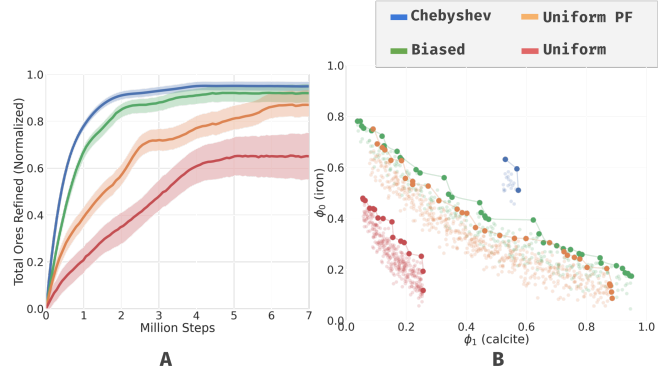 Chebyshev
Uniform PF
Biased
Uniform
Total Ores Refined (Normalized)
1.0
0.8
0.6
0.4
0.2
0.0
0
1
2
3
4
5
6
7
Million Steps
A
ϕ₀ (iron)
1.0
0.8
0.6
0.4
0.2
0.0
0.0
0.2
0.4
0.6
0.8
1.0
ϕ₁ (calcite)
B